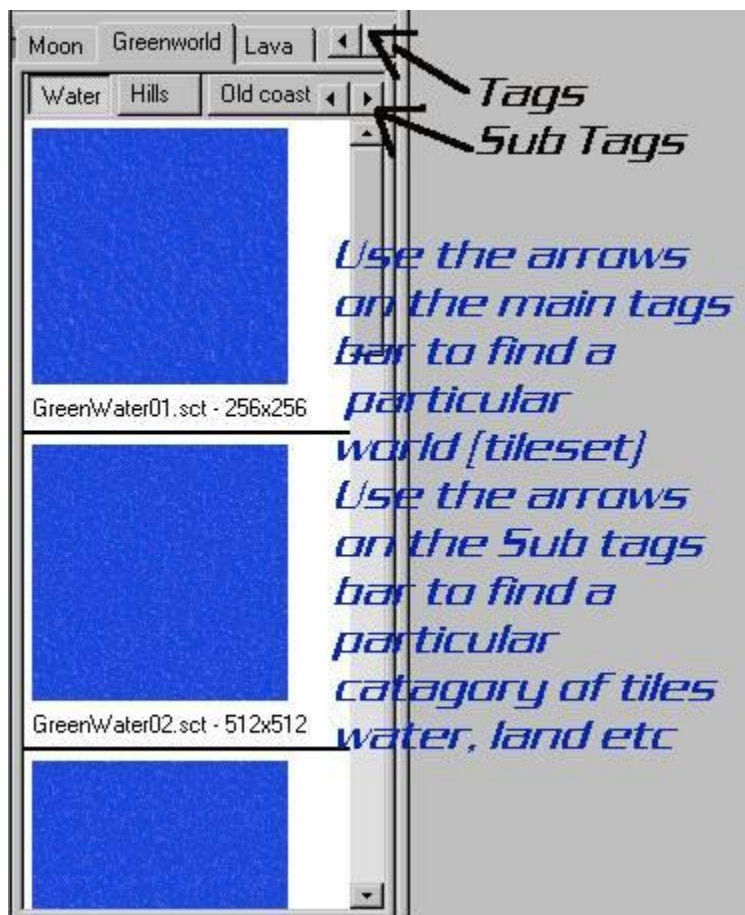 Moon Greenworld Lava
Water Hills Old coast
Tags
Sub Tags
GreenWater01.sct - 256x256
GreenWater02.sct - 512x512
Use the arrows
on the main tags
bar to find a
particular
world [tileset]
Use the arrows
on the Sub tags
bar to find a
particular
catagory of tiles
water, land etc